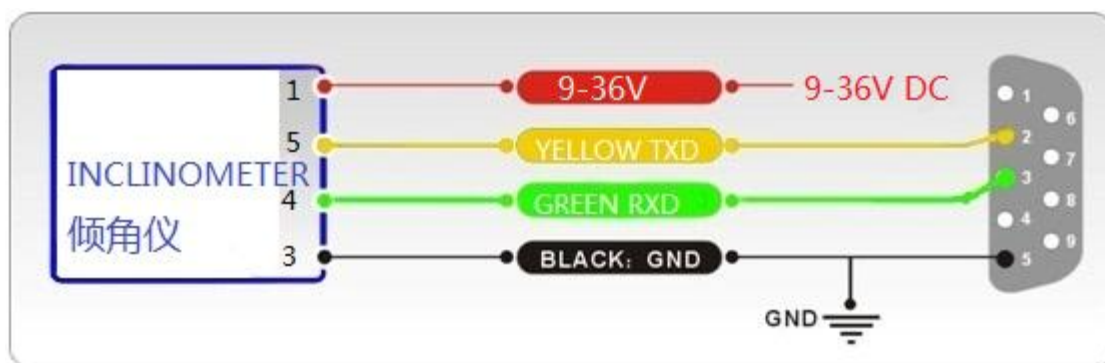 1
9-36V
9-36V DC
5
YELLOW TXD
4
GREEN RXD
3
BLACK: GND
INCLINOMETER
倾角仪
GND
1
2
3
4
5
6
7
8
9